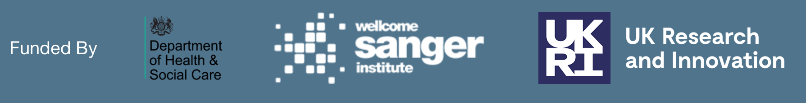 Funded By
Department
of Health &
Social Care
wellcome
sanger
institute
UK
RI
UK Research
and Innovation